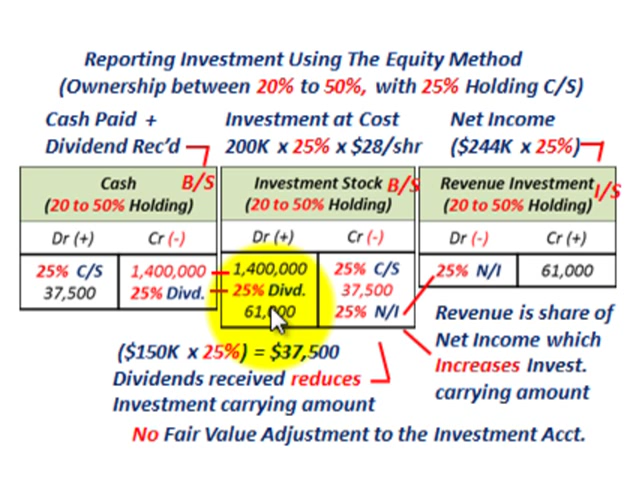 Reporting Investment Using The Equity Method
(Ownership between 20% to 50%, with 25% Holding C/S)
Cash Paid + Investment at Cost Net Income
Dividend Rec'd 200K x 25% x $28/shr ($244K x 25%)
Cash B/S Investment Stock B/S Revenue Investment I/S
(20 to 50% Holding) (20 to 50% Holding) (20 to 50% Holding)
Dr (+) Cr (-) Dr (+) Cr (-) Dr (-) Cr (+)
25% C/S 1,400,000 1,400,000 25% C/S 25% N/I 61,000
37,500 25% Divd. 25% Divd. 37,500
61,000 25% N/I
Revenue is share of
Net Income which
Increases Invest.
carrying amount
($150K x 25%) = $37,500
Dividends received reduces
Investment carrying amount
No Fair Value Adjustment to the Investment Acct.